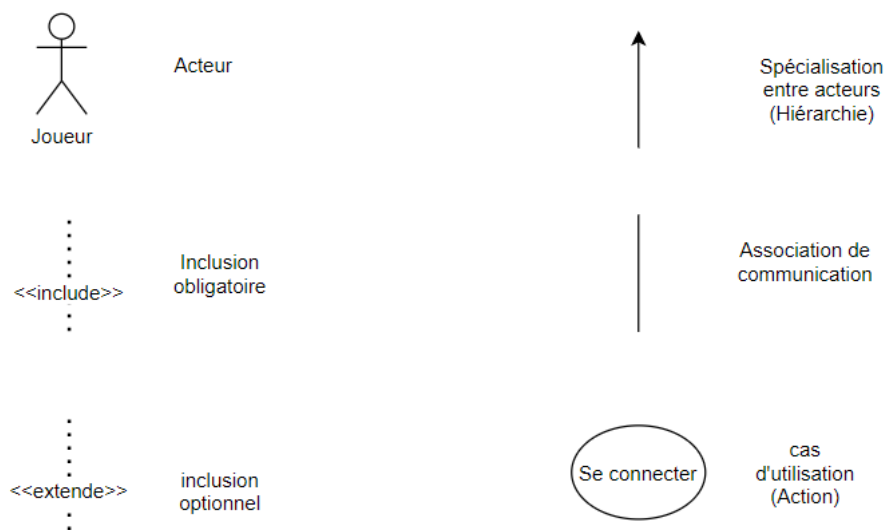 Joueur
Acteur
Spécialisation
entre acteurs
(Hiérarchie)
<<include>>
Inclusion
obligatoire
Association de
communication
<<extende>>
inclusion
optionnel
Se connecter
cas
d'utilisation
(Action)